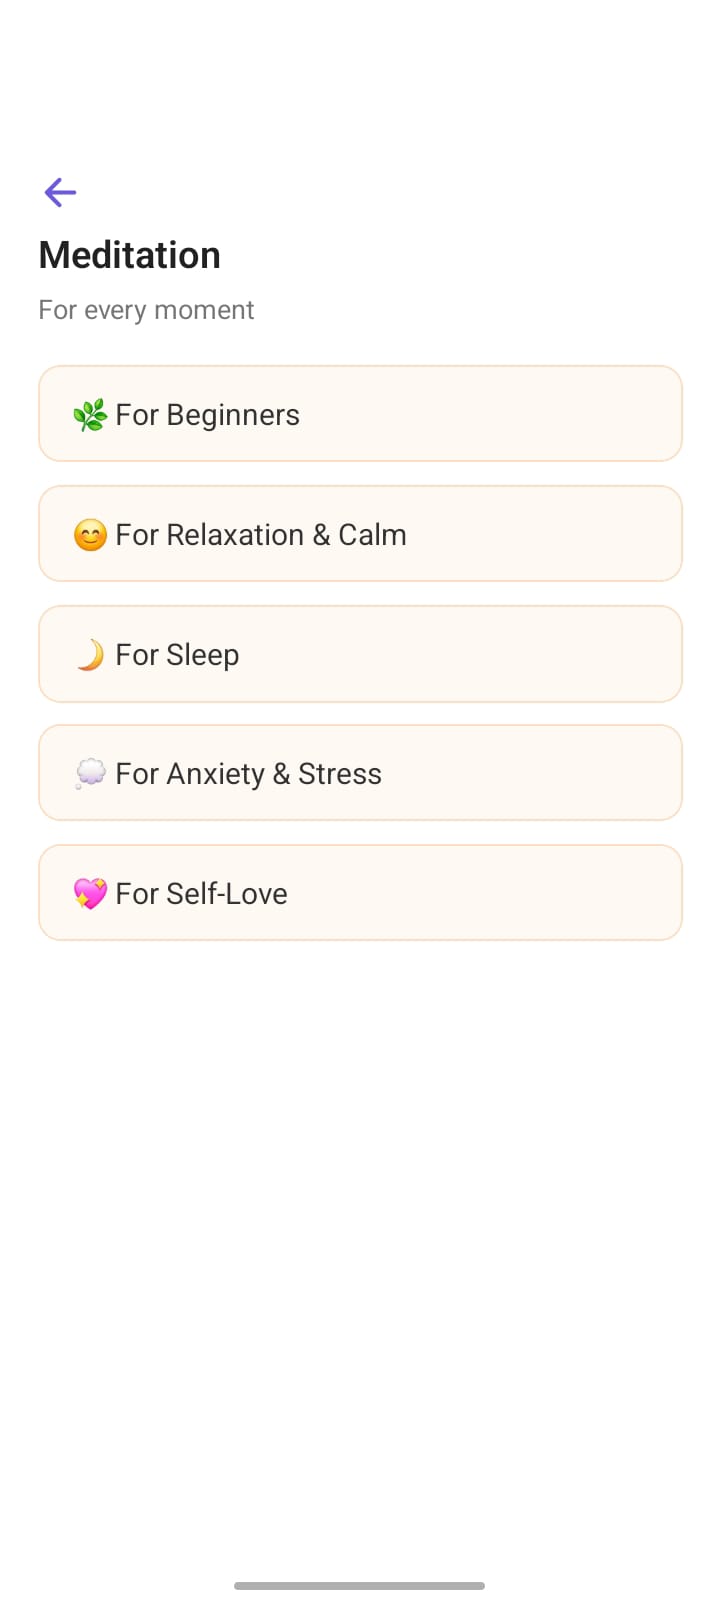 Meditation
For every moment
🌿 For Beginners
😊 For Relaxation & Calm
🌙 For Sleep
💭 For Anxiety & Stress
💖 For Self-Love